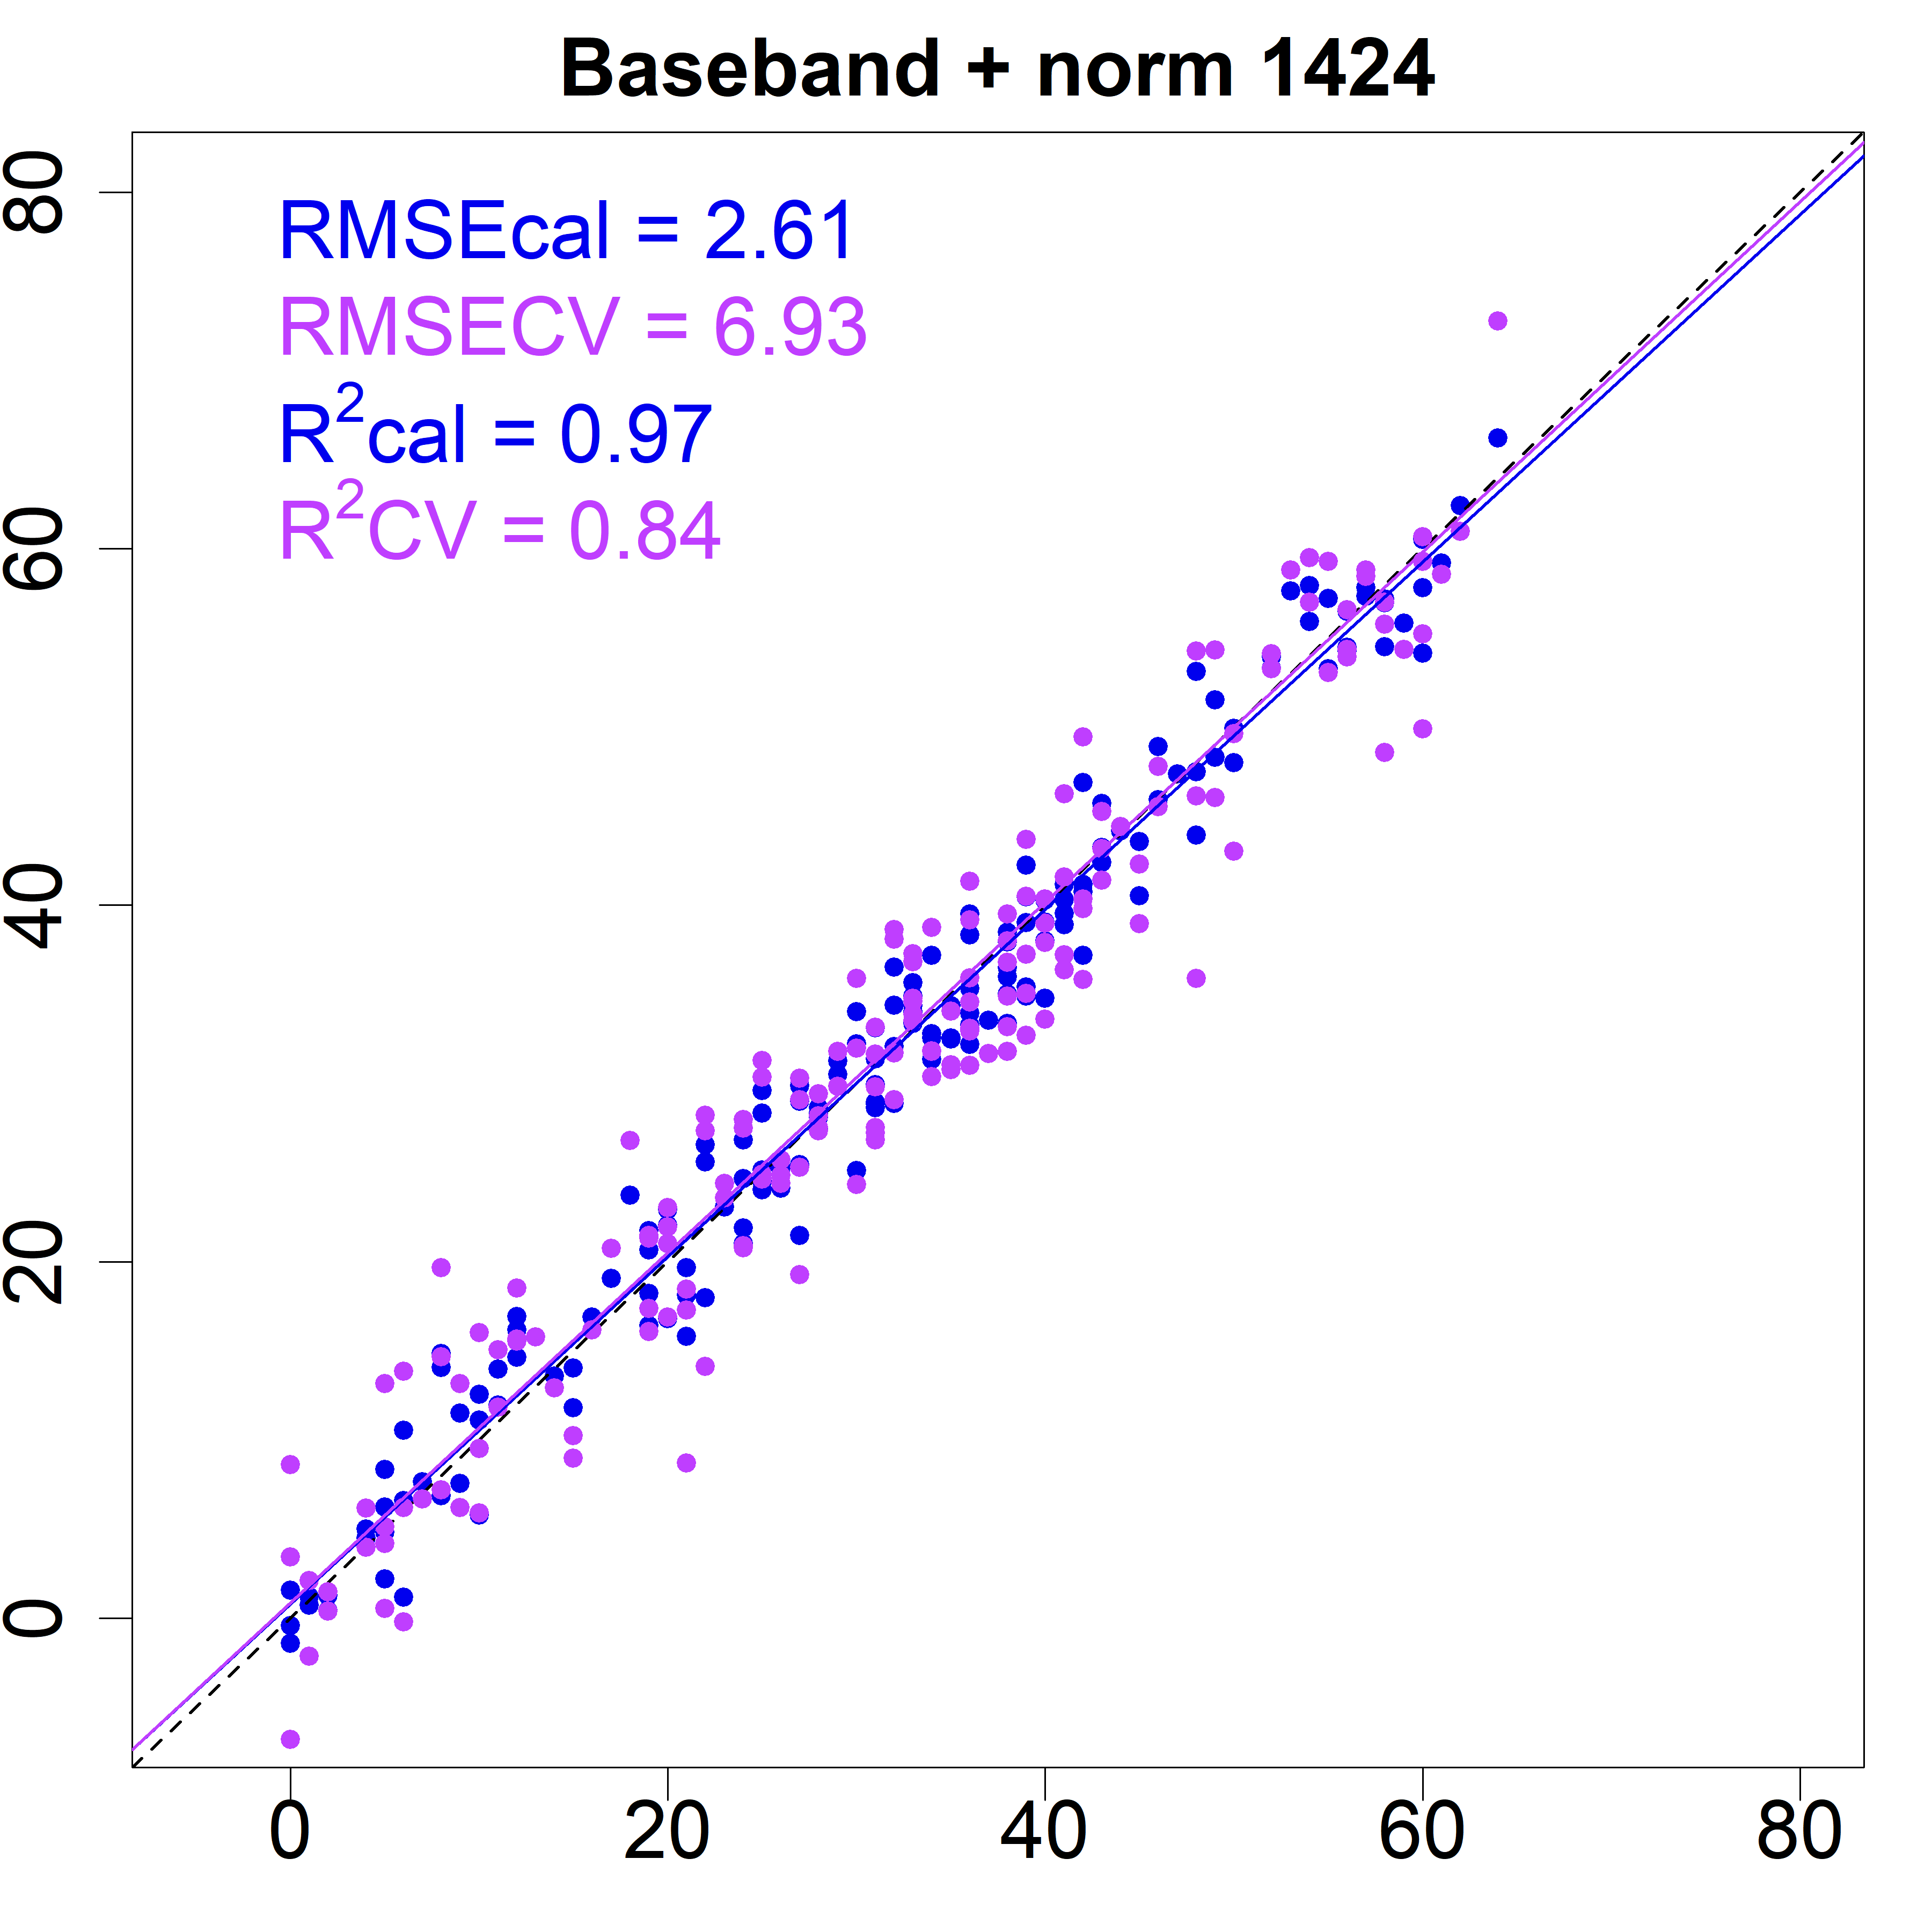 Baseband + norm 1424
RMSEcal = 2.61
RMSECV = 6.93
R²cal = 0.97
R²CV = 0.84
80
60
40
20
0
0 20 40 60 80